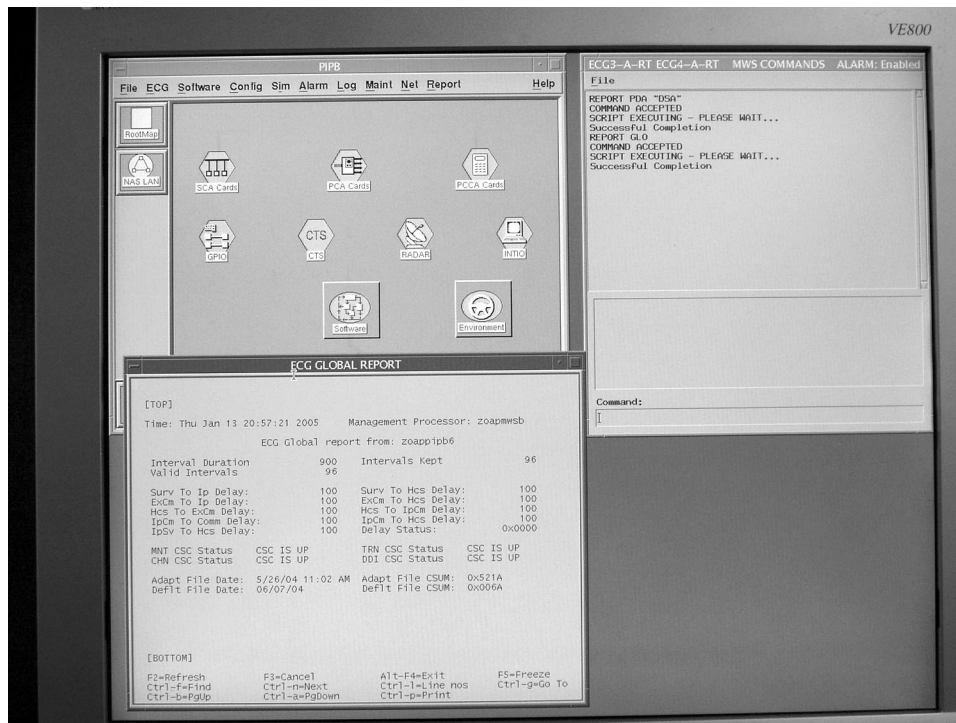 VE800
PIPB
File ECG Software Config Sim Alarm Log Maint Net Report Help
RootMap
NAS LAN
SCA Cards
PCA Cards
PCCA Cards
GPIO
CTS
CTS
RADAR
INTIO
Software
Environment
ECG3-A-RT ECG4-A-RT MWS COMMANDS ALARM: Enabled
File
REPORT PDA "DSA"
COMMAND ACCEPTED
SCRIPT EXECUTING - PLEASE WAIT...
Successful Completion
REPORT GLO
COMMAND ACCEPTED
SCRIPT EXECUTING - PLEASE WAIT...
Successful Completion
Command:
ECG GLOBAL REPORT
[TOP]
Time: Thu Jan 13 20:57:21 2005 Management Processor: zoapmwsb
ECG Global report from: zoappipb6
Interval Duration 900 Intervals Kept 96
Valid Intervals 96
Surv To Ip Delay: 100 Surv To Hcs Delay: 100
ExCm To Ip Delay: 100 ExCm To Hcs Delay: 100
Hcs To ExCm Delay: 100 Hcs To IpCm Delay: 100
IpCm To Comm Delay: 100 IpCm To Hcs Delay: 100
IpSv To Hcs Delay: 100 Delay Status: 0x0000
MNT CSC Status CSC IS UP TRN CSC Status CSC IS UP
CHN CSC Status CSC IS UP DDI CSC Status CSC IS UP
Adapt File Date: 5/26/04 11:02 AM Adapt File CSUM: 0X521A
Deflt File Date: 06/07/04 Deflt File CSUM: 0X006A
[BOTTOM]
F2=Refresh F3=Cancel Alt-F4=Exit F5=Freeze
Ctrl-f=Find Ctrl-n=Next Ctrl-l=Line nos Ctrl-g=Go To
Ctrl-b=PgUp Ctrl-a=PgDown Ctrl-p=Print